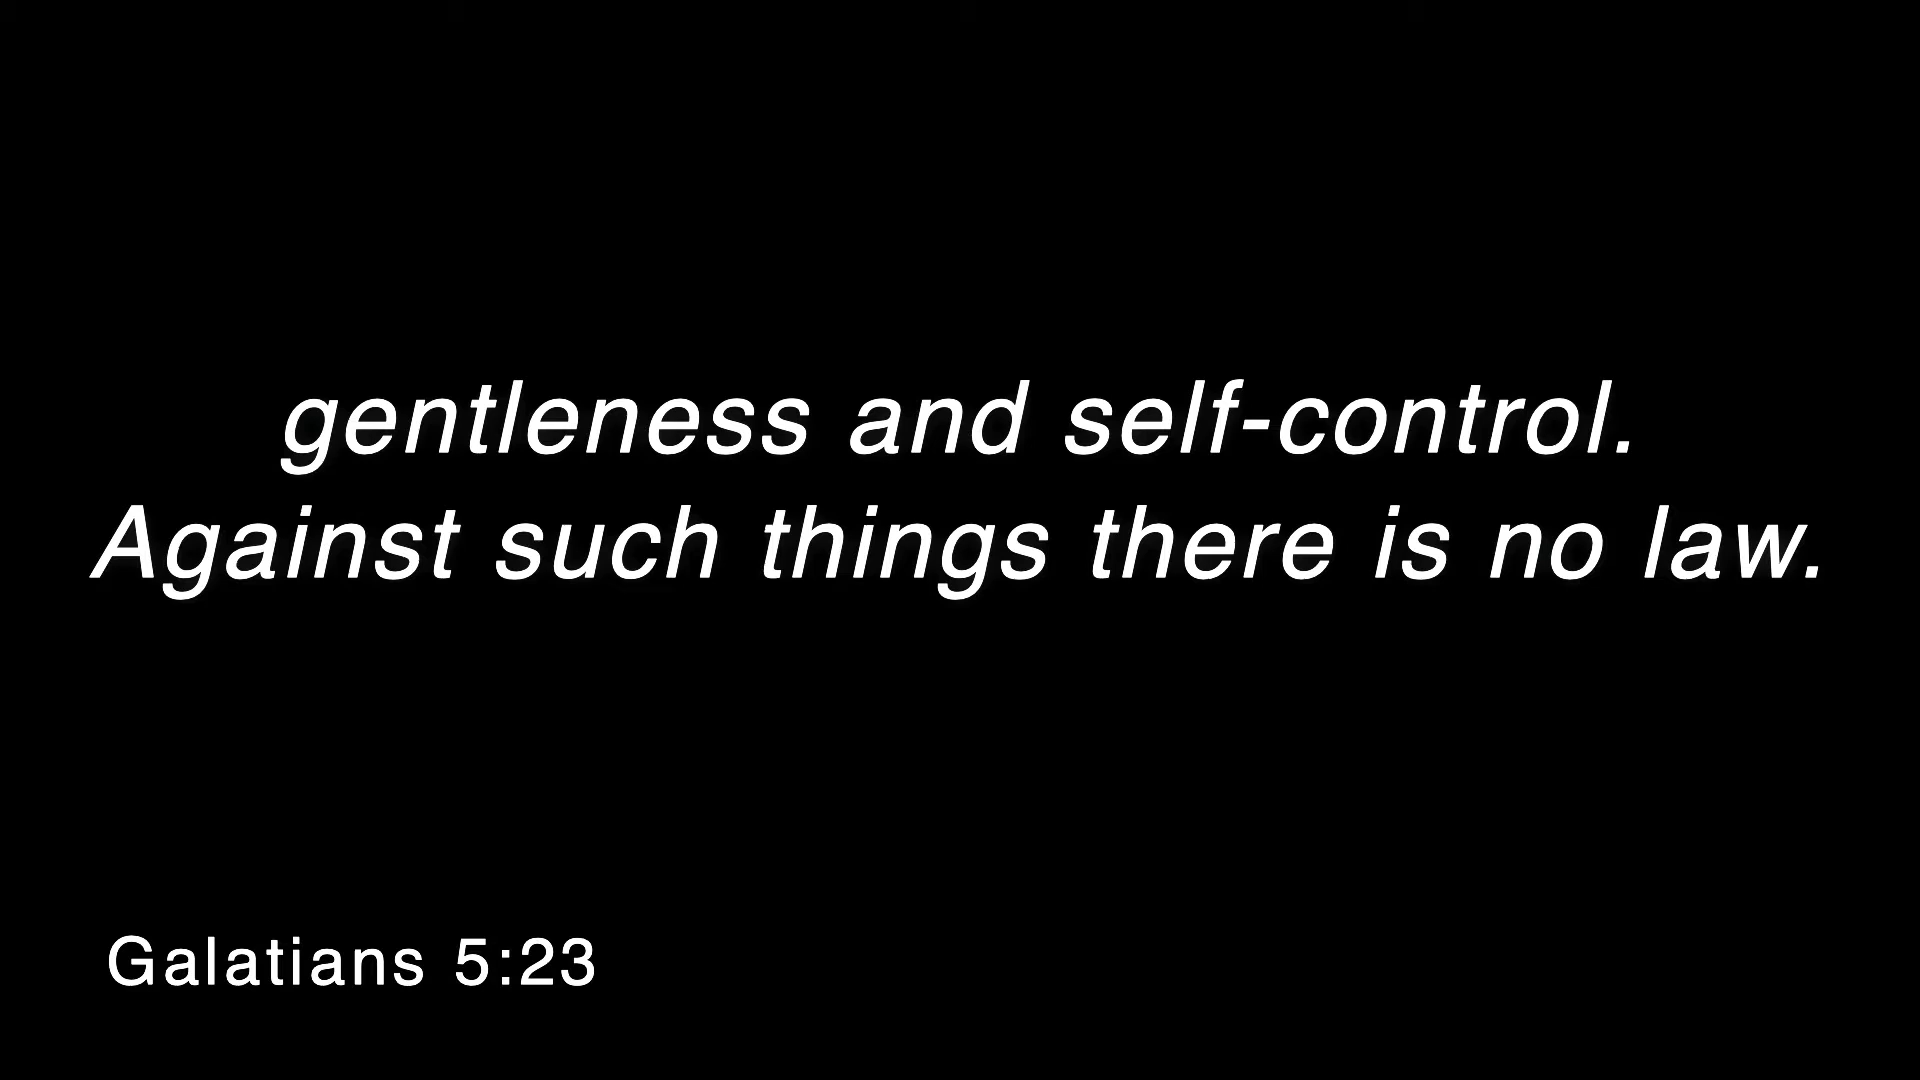 gentleness and self-control.
Against such things there is no law.
Galatians 5:23